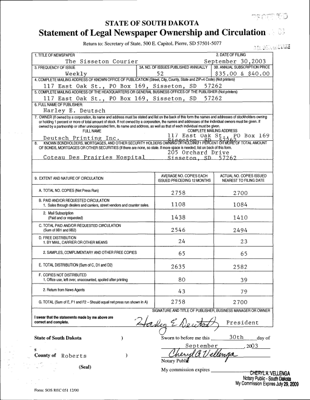 STATE OF SOUTH DAKOTA
Statement of Legal Newspaper Ownership and Circulation
Return to: Secretary of State, 500 E. Capitol, Pierre, SD 57501-5077
1. TITLE OF NEWSPAPER
2. DATE OF FILING
The Sisseton Courier
September 30,2003
3. FREQUENCY OF ISSUE
3A. NO. OF ISSUES PUBLISHED ANNUALLY
3B. ANNUAL SUBSCRIPTION PRICE
Weekly
52
$35.00 & $40.00
4. COMPLETE MAILING ADDRESS OF KNOWN OFFICE OF PUBLICATION (Street, City, County, State and ZIP+4 Code) (Not printers)
117 East Oak St., PO Box 169, Sisseton, SD 57262
5. COMPLETE MAILING ADDRESS OF THE HEADQUARTERS OR GENERAL BUSINESS OFFICES OF THE PUBLISHER (Not printers)
117 East Oak St., PO Box 169, Sisseton, SD 57262
6. FULL NAME OF PUBLISHER:
Harley E. Deutsch
7. OWNER (If owned by a corporation, its name and address must be stated and list on the back of this form the names and addresses of stockholders owning
or holding 1 percent or more of total amount of stock. If not owned by a corporation, the names and addresses of the individual owners must be given. If
owned by a partnership or other unincorporated firm, its name and address, as well as that of each individual must be given.
FULL NAME
COMPLETE MAILING ADDRESS
Deutsch Printing Inc.
117 East Oak St., PO Box 169
8. KNOWN BONDHOLDERS, MORTGAGEES, AND OTHER SECURITY HOLDERS OWNING OR HOLDING 1 PERCENT OR MORE OF TOTAL AMOUNT
OF BONDS, MORTGAGES OR OTHER SECURITIES (If there are none, so state. If more space is needed, list on back of this form.
205 Orchard Drive
Coteau Des Prairies Hospital
Sisseton, SD 57262
9. EXTENT AND NATURE OF CIRCULATION
AVERAGE NO. COPIES EACH ISSUED PRECEDING 12 MONTHS
ACTUAL NO. COPIES ISSUED NEAREST TO FILING DATE
A. TOTAL NO. COPIES (Net Press Run)
2758
2700
B. PAID AND/OR REQUESTED CIRCULATION
1. Sales through dealers and carriers, street vendors and counter sales.
1108
1084
2. Mail Subscription
(Paid and or requested)
1438
1410
C. TOTAL PAID AND/OR REQUESTED CIRCULATION
(Sum of 9B1 and 9B2)
2546
2494
D. FREE DISTRIBUTION
1. BY MAIL, CARRIER OR OTHER MEANS
24
23
2. SAMPLES, COMPLIMENTARY AND OTHER FREE COPIES
65
65
E. TOTAL DISTRIBUTION (Sum of C, D1 and D2)
2635
2582
F. COPIES NOT DISTRIBUTED
1. Office use, left over, unaccounted, spoiled after printing
80
39
2. Return from News Agents
43
79
G. TOTAL (Sum of E, F1 and F2 – Should equal net press run shown in A)
2758
2700
SIGNATURE AND TITLE OF PUBLISHER, BUSINESS MANAGER OR OWNER
I swear that the statements made by me above are
correct and complete.
Harley E Deutsch President
State of South Dakota )
Sworn to before me this 30th day of
September , 2003
County of Roberts )
Cheryl A Vellenga
Notary Public
(Seal)
My commission expires:
CHERYL A. VELLENGA
Notary Public - South Dakota
My Commission Expires July 29, 2009